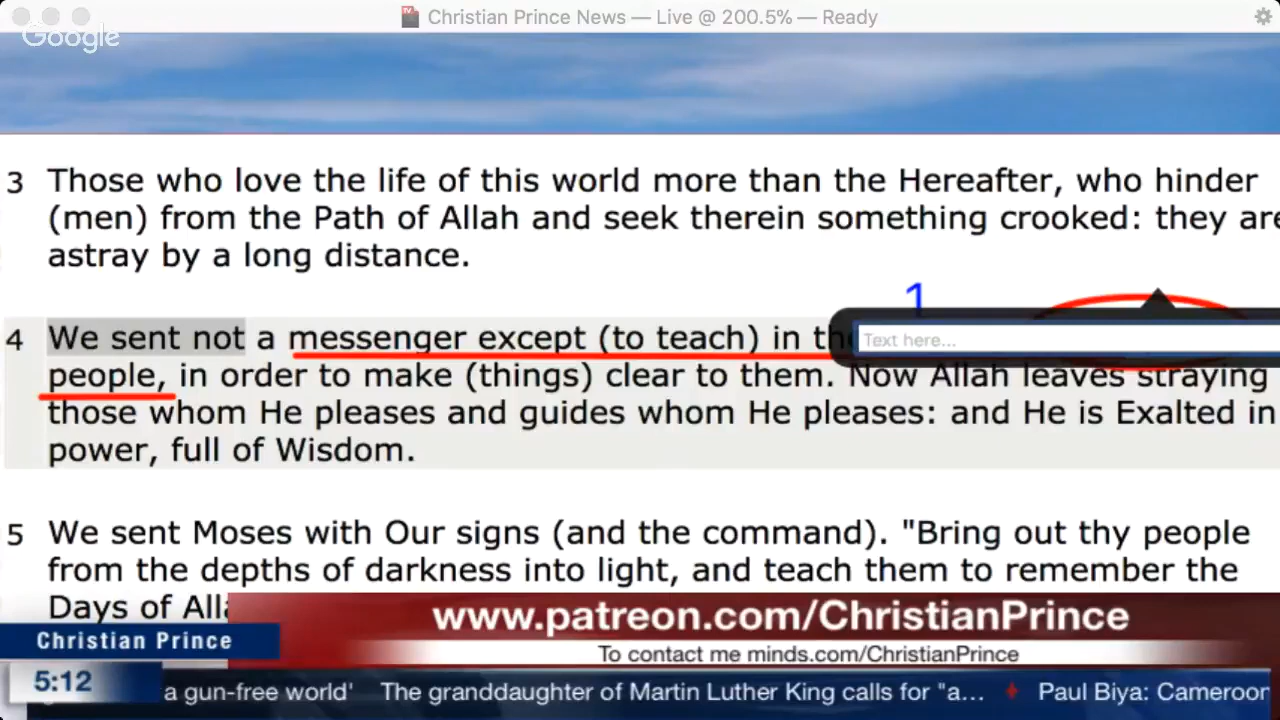 Christian Prince News — Live @ 200.5% — Ready
Google
3 Those who love the life of this world more than the Hereafter, who hinder
(men) from the Path of Allah and seek therein something crooked: they are
astray by a long distance.
1
4 We sent not a messenger except (to teach) in the
Text here...
people, in order to make (things) clear to them. Now Allah leaves straying
those whom He pleases and guides whom He pleases: and He is Exalted in
power, full of Wisdom.
5 We sent Moses with Our signs (and the command). "Bring out thy people
from the depths of darkness into light, and teach them to remember the
Days of
www.patreon.com/ChristianPrince
Christian Prince
To contact me minds.com/ChristianPrince
5:12
a gun-free world' The granddaughter of Martin Luther King calls for "a... Paul Biya: Cameroon